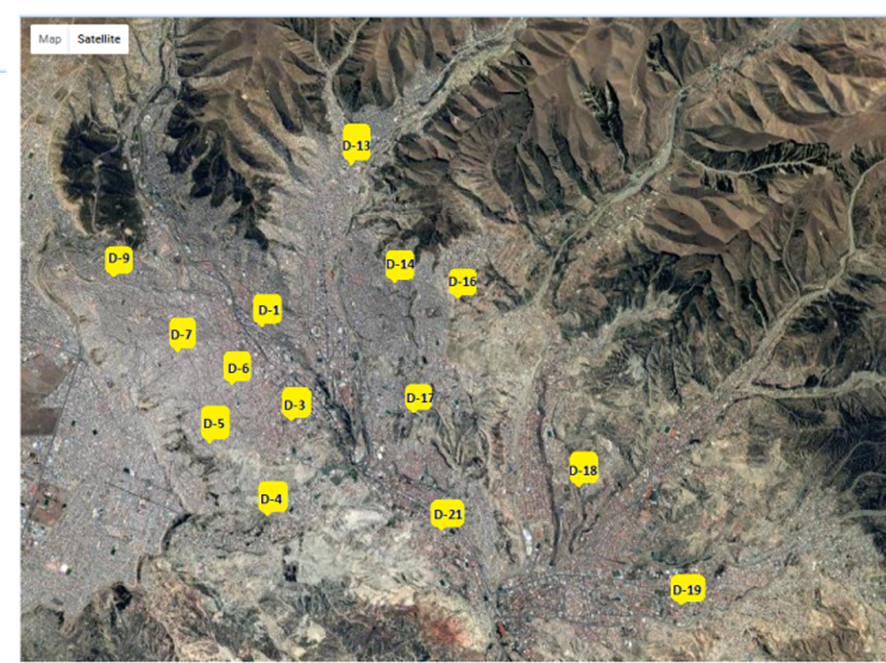 Map Satellite
D-13
D-9
D-14
D-16
D-1
D-7
D-6
D-3
D-17
D-5
D-18
D-4
D-21
D-19